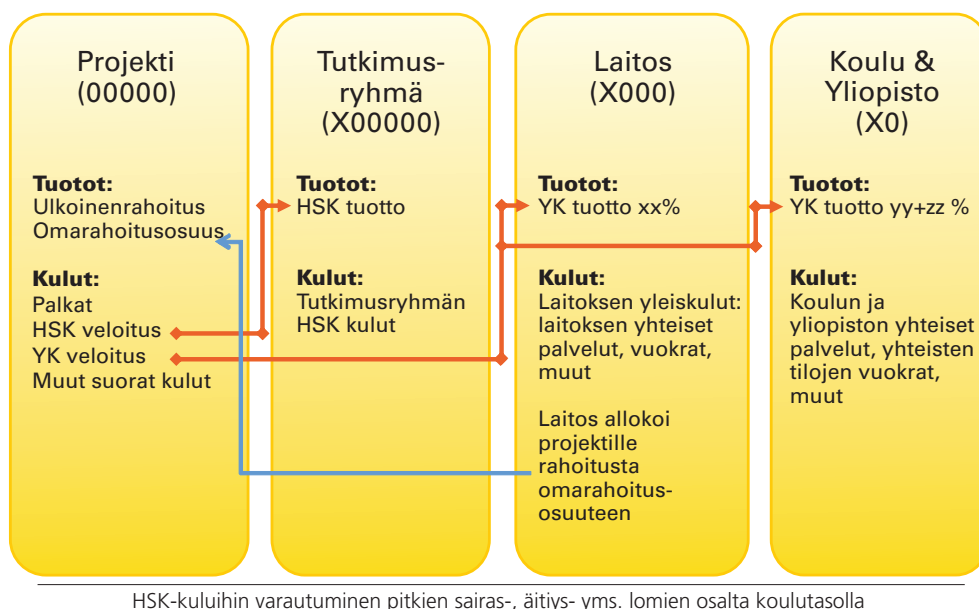 Projekti
(00000)
Tuotot:
Ulkoinenrahoitus
Omarahoitusosuus
Kulut:
Palkat
HSK veloitus
YK veloitus
Muut suorat kulut
Tutkimus-
ryhmä
(X00000)
Tuotot:
HSK tuotto
Kulut:
Tutkimusryhmän
HSK kulut
Laitos
(X000)
Tuotot:
YK tuotto xx%
Kulut:
Laitoksen yleiskulut:
laitoksen yhteiset
palvelut, vuokrat,
muut
Laitos allokoi
projektille
rahoitusta
omarahoitus-
osuuteen
Koulu &
Yliopisto
(X0)
Tuotot:
YK tuotto yy+zz %
Kulut:
Koulun ja
yliopiston yhteiset
palvelut, yhteisten
tilojen vuokrat,
muut
HSK-kuluihin varautuminen pitkien sairas-, äitiys- yms. lomien osalta koulutasolla